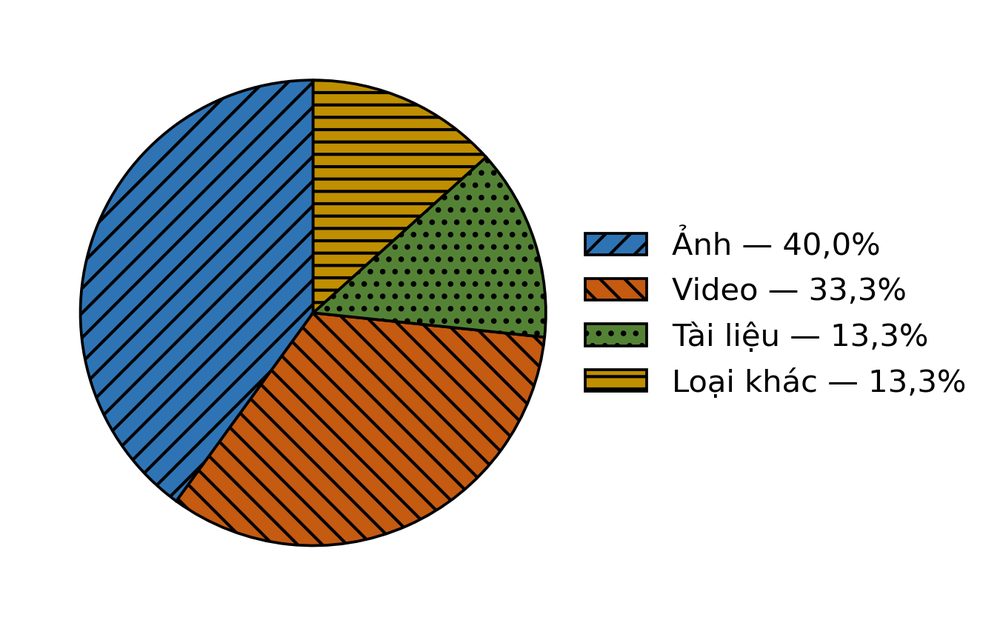 Ảnh — 40,0%
Video — 33,3%
Tài liệu — 13,3%
Loại khác — 13,3%